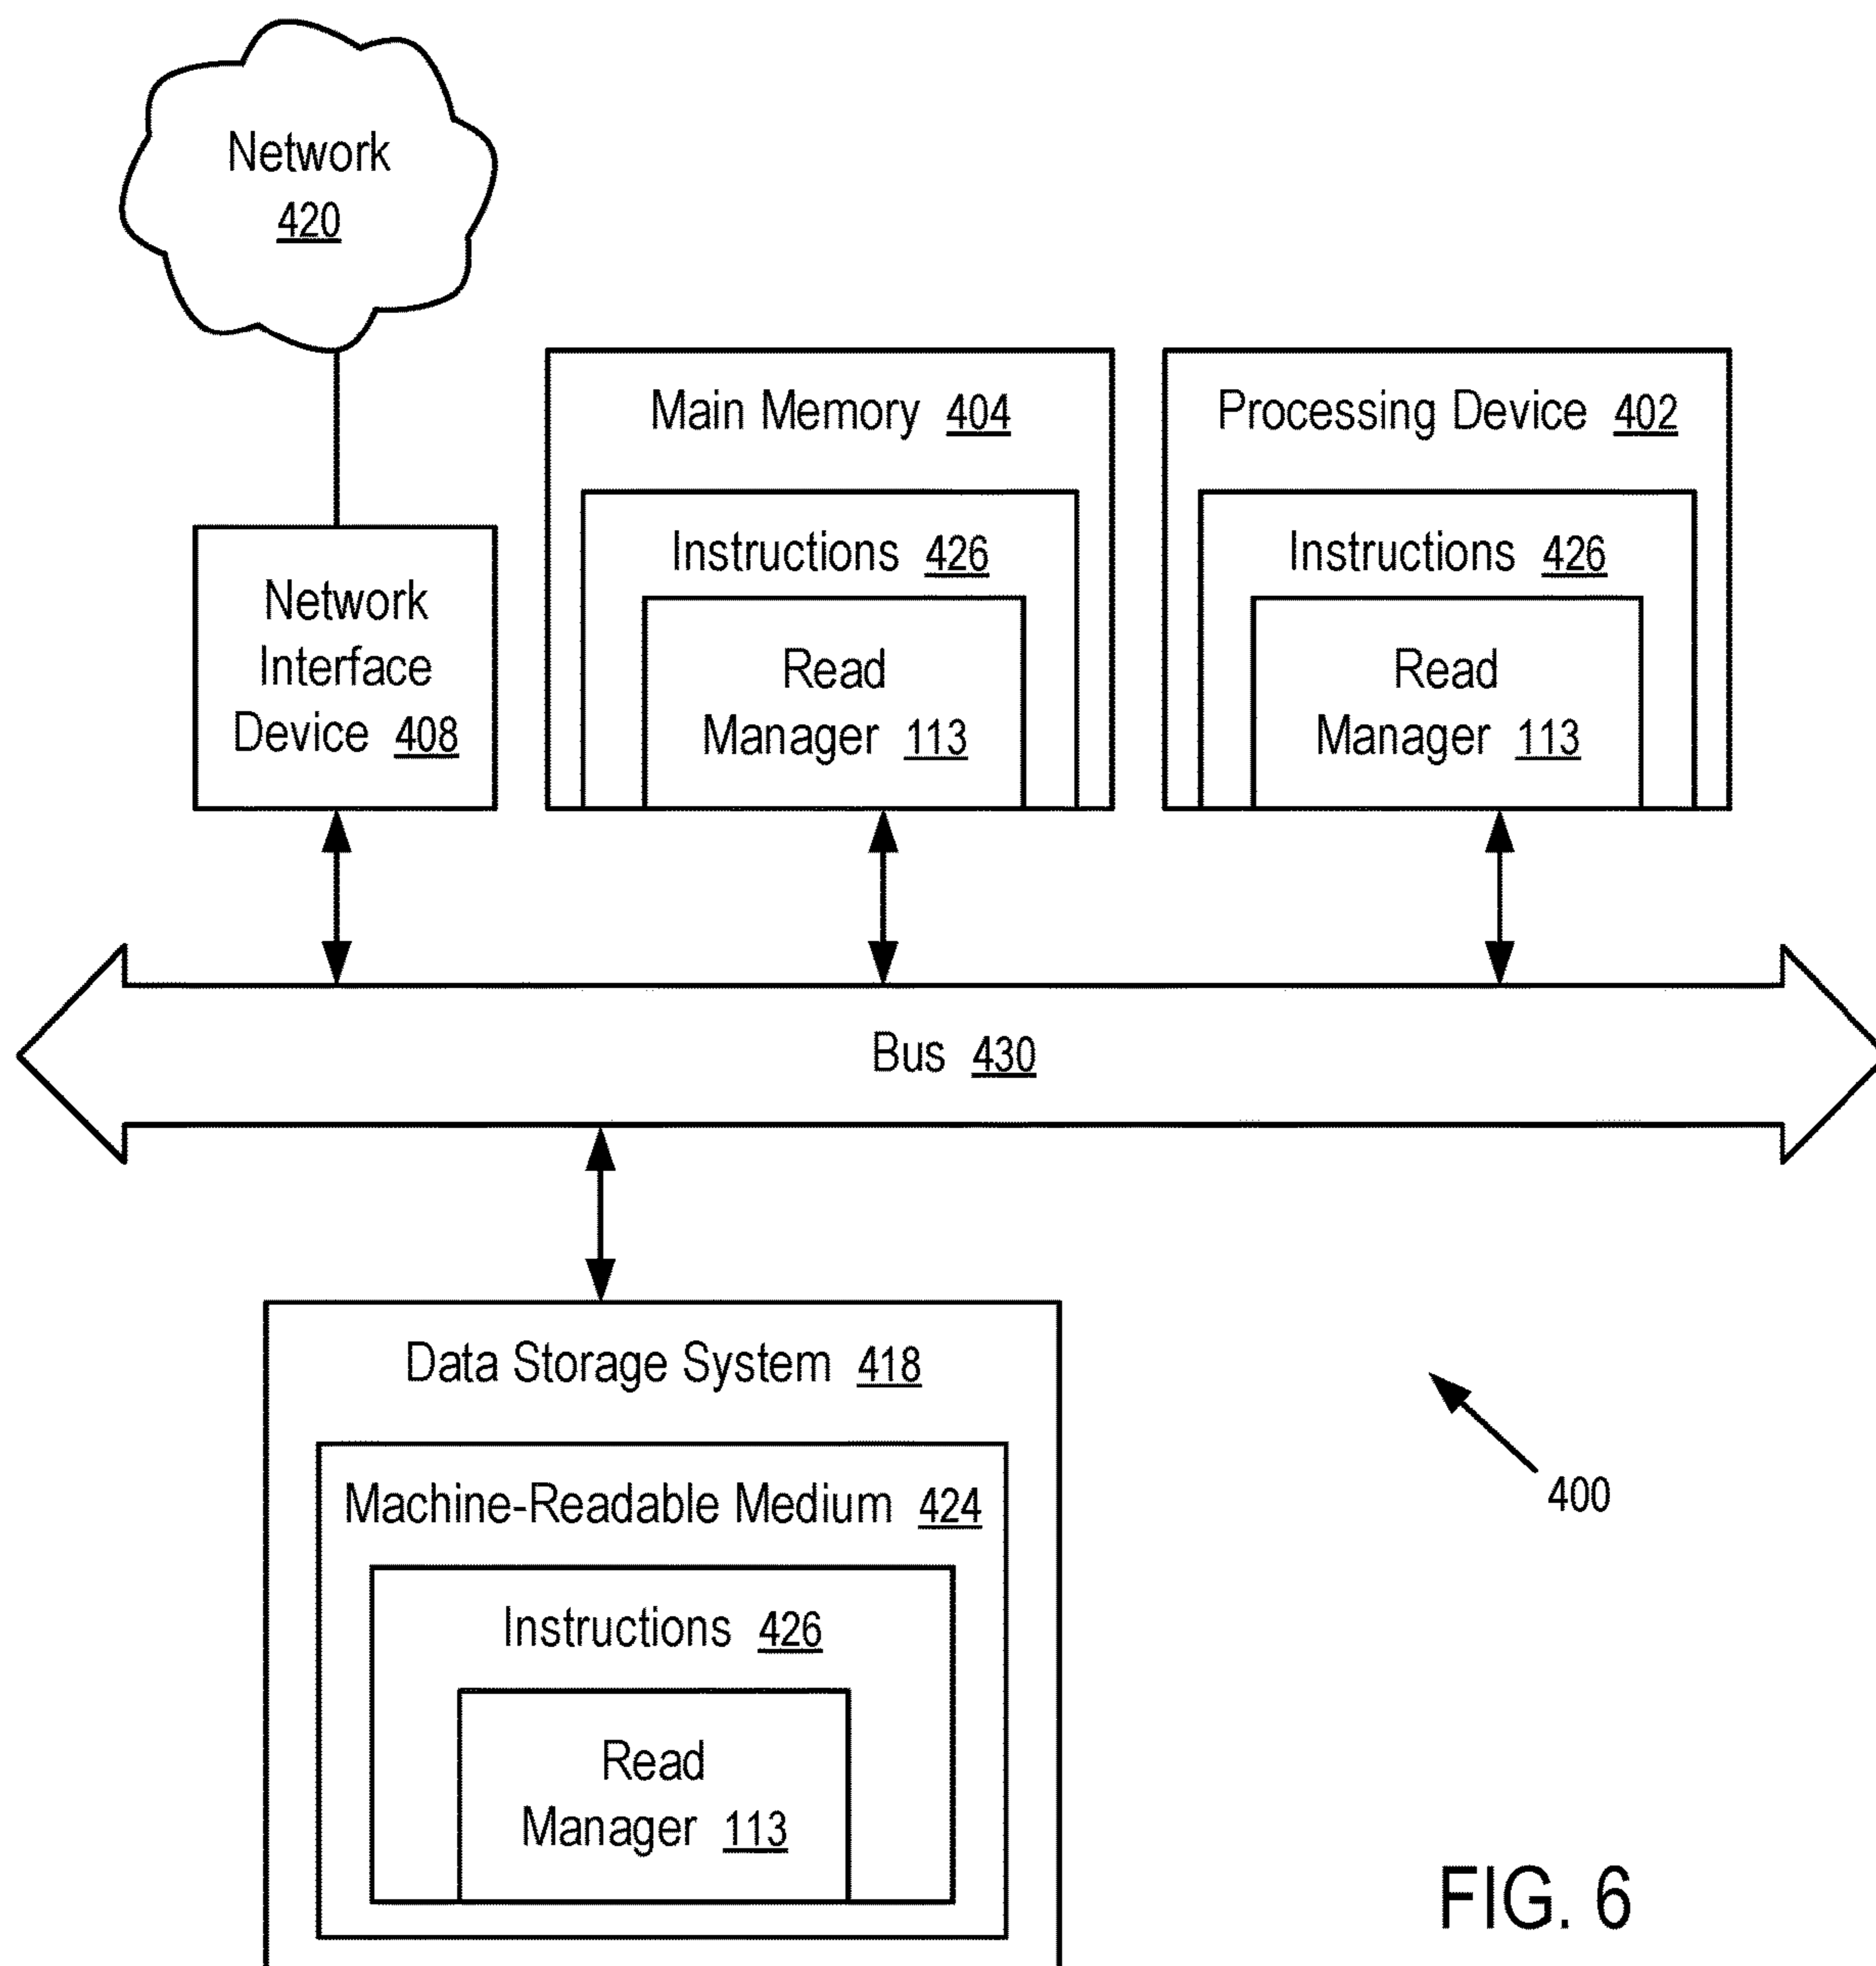 Network
420
Main Memory 404
Processing Device 402
Instructions 426
Instructions 426
Network
Interface
Device 408
Read
Manager 113
Read
Manager 113
Bus 430
Data Storage System 418
Machine-Readable Medium 424
400
Instructions 426
Read
Manager 113
FIG. 6